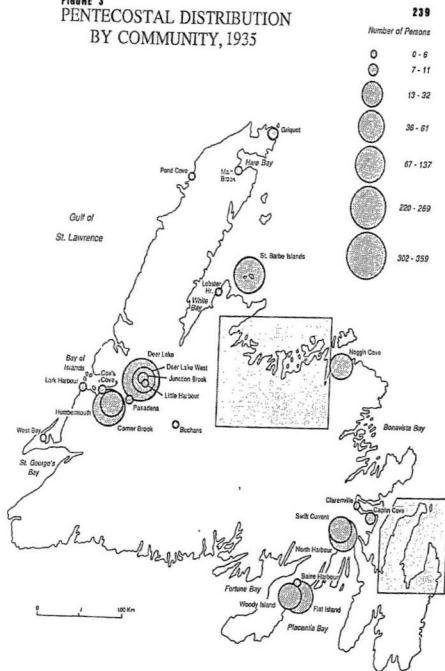 FIGURE 3
PENTECOSTAL DISTRIBUTION
BY COMMUNITY, 1935
239
Number of Persons
0 - 6
7 - 11
13 - 32
36 - 61
67 - 137
220 - 269
302 - 359
Griquet
Hare Bay
Pond Cove
Main
Brook
Gulf of
St. Lawrence
St. Barbe Islands
Lobster
Hr.
White
Bay
Deer Lake
Deer Lake West
Junction Brook
Little Harbour
Bay of
Islands
Cox's
Cove
Lark Harbour
Pasadena
Humbermouth
Corner Brook
Buchans
West Bay
St. George's
Bay
Noggin Cove
Bonavista Bay
Clarenville
Caplin Cove
Swift Current
North Harbour
Baine Harbour
Fortune Bay
Woody Island
Flat Island
Placentia Bay
0 100 Km